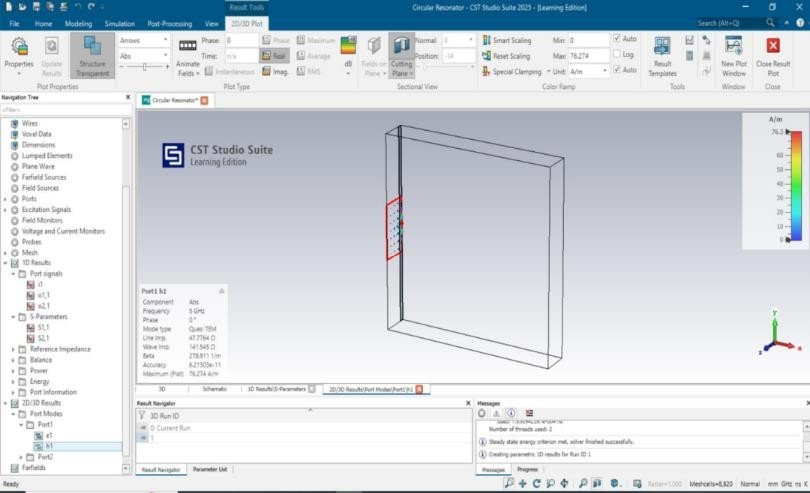 Result Tools
Circular Resonator - CST Studio Suite 2025 - [Learning Edition]
File Home Modeling Simulation Post-Processing View 2D/3D Plot
Search (Alt+Q)
Properties
Update Results
Structure Transparent
Arrows
Abs
Animate Fields
Phase: 0
Time: n/a
Instantaneous
Phase
Real
Imag.
Maximum
Average
RMS
dB
Fields on Plane
Cutting Plane
Normal: X
Position: -14
Smart Scaling
Reset Scaling
Special Clamping
Min: 0
Max: 76.274
Unit: A/m
Auto
Log
Auto
Result Templates
New Plot Window
Close Result Plot
Plot Properties
Plot Type
Sectional View
Color Ramp
Tools
Window
Close
Navigation Tree
<Filter>
Circular Resonator*
Wires
Voxel Data
Dimensions
Lumped Elements
Plane Wave
Farfield Sources
Field Sources
Ports
Excitation Signals
Field Monitors
Voltage and Current Monitors
Probes
Mesh
1D Results
Port signals
i1
o1,1
o2,1
S-Parameters
S1,1
S2,1
Reference Impedance
Balance
Power
Energy
Port Information
2D/3D Results
Port Modes
Port1
e1
h1
Port2
Farfields
CST Studio Suite
Learning Edition
A/m
76.3
60
50
40
30
20
10
0
Port1 h1
Component Abs
Frequency 5 GHz
Phase 0°
Mode type Quasi TEM
Line Imp. 47.7764 Ω
Wave Imp. 141.545 Ω
Beta 278.811 1/m
Accuracy 6.21303e-11
Maximum (Plot) 76.274 A/m
y
x
z
3D Schematic 1D Results\S-Parameters 2D/3D Results\Port Modes\Port1\h1
Result Navigator
3D Run ID
0: Current Run
1
Result Navigator Parameter List
Messages
Number of threads used: 2
Steady state energy criterion met, solver finished successfully.
Creating parametric 1D results for Run ID 1
Messages Progress
Ready
Raster=1.000 Meshcells=8,820 Normal mm GHz ns K